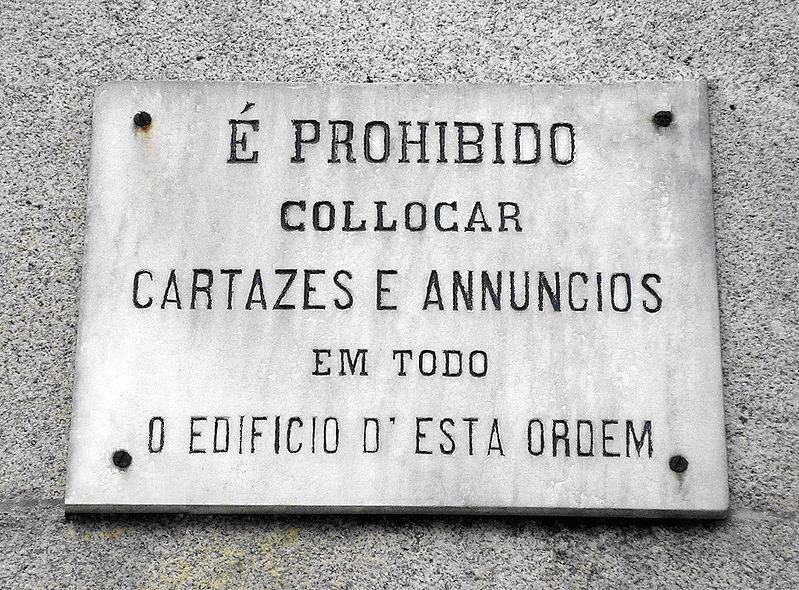 É PROHIBIDO
COLLOCAR
CARTAZES E ANNUNCIOS
EM TODO
O EDIFICIO D' ESTA ORDEM